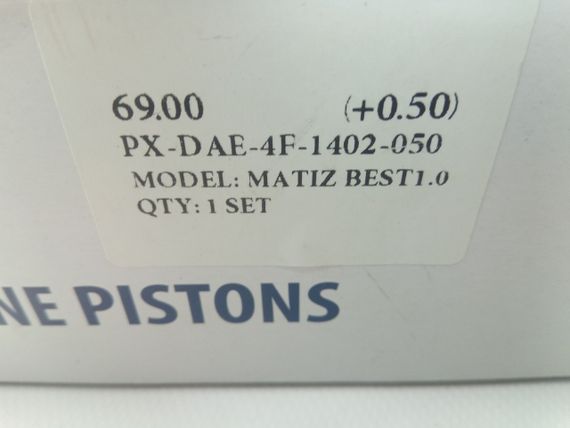 69.00 (+0.50)
PX-DAE-4F-1402-050
MODEL: MATIZ BEST1.0
QTY: 1 SET
NE PISTONS